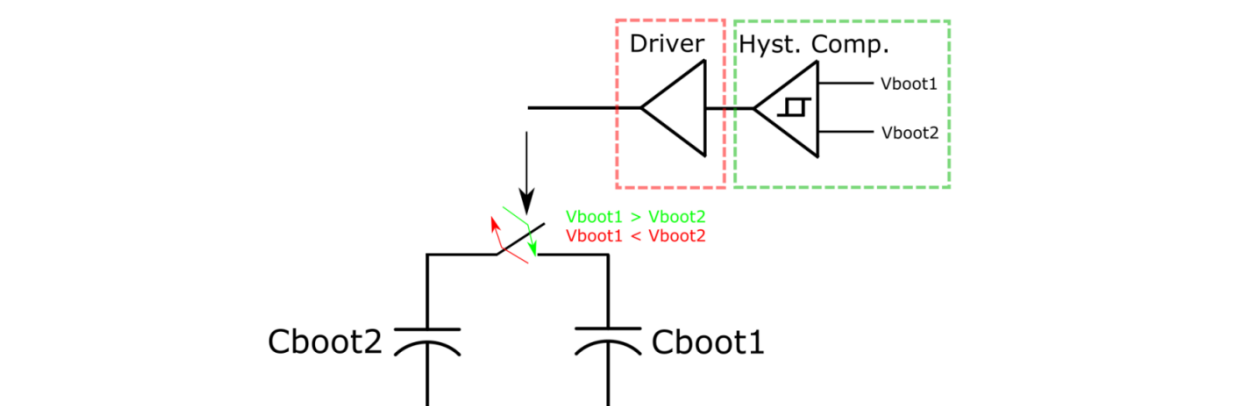 Driver
Hyst. Comp.
Vboot1
Vboot2
Vboot1 > Vboot2
Vboot1 < Vboot2
Cboot2
Cboot1